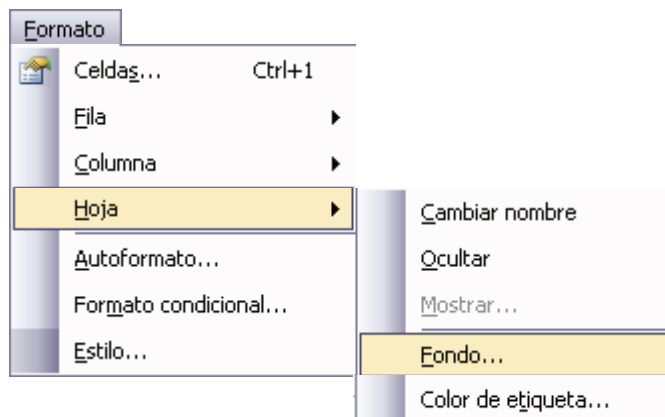 Formato
Celdas... Ctrl+1
Fila
Columna
Hoja
Cambiar nombre
Autoformato...
Ocultar
Formato condicional...
Mostrar...
Estilo...
Fondo...
Color de etiqueta...